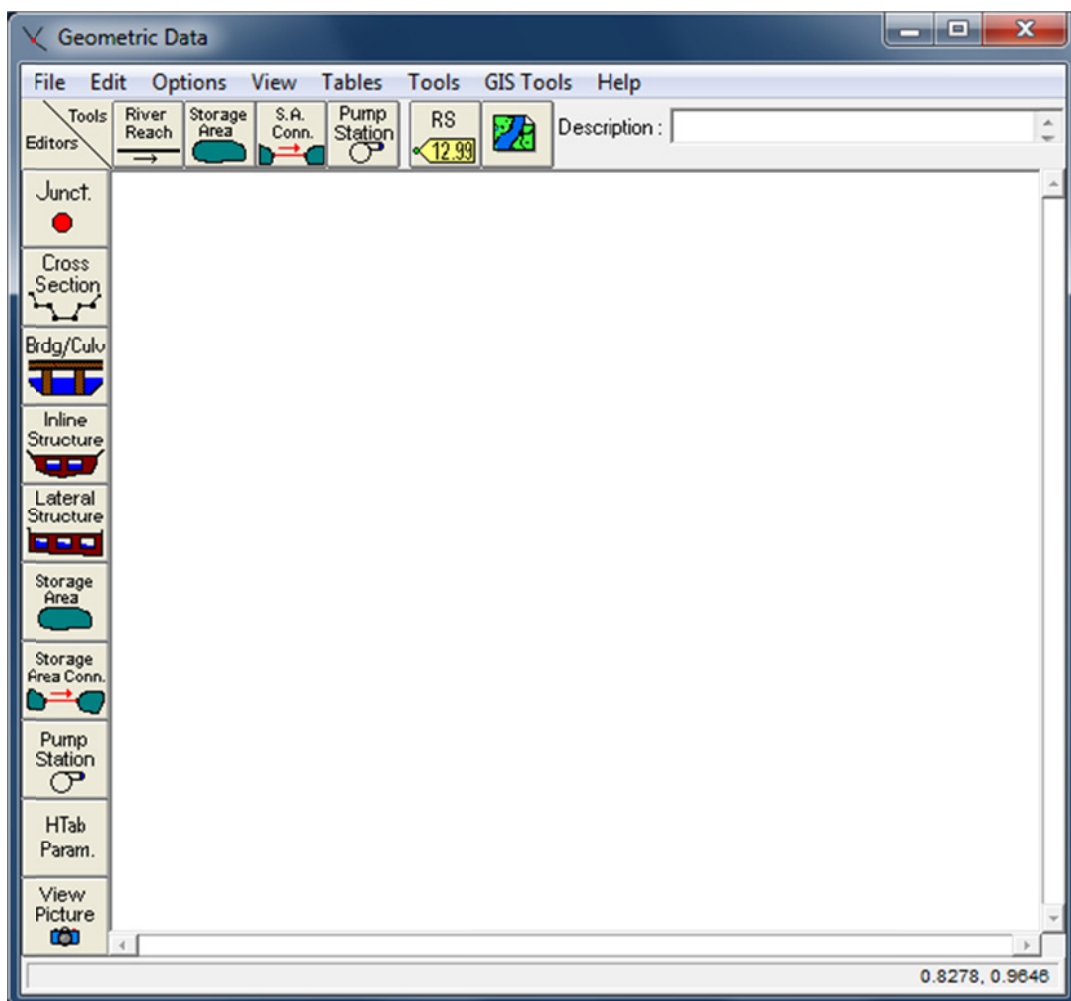 Geometric Data
File Edit Options View Tables Tools GIS Tools Help
Tools
Editors
River
Reach
Storage
Area
S.A.
Conn.
Pump
Station
RS
12.99
Description :
Junct.
Cross
Section
Brdg/Culv
Inline
Structure
Lateral
Structure
Storage
Area
Storage
Area Conn.
Pump
Station
HTab
Param.
View
Picture
0.8278, 0.9646